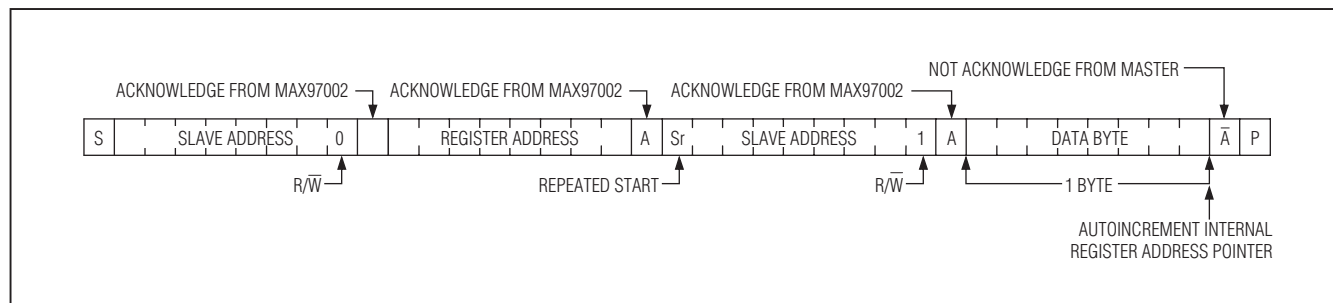 NOT ACKNOWLEDGE FROM MASTER
ACKNOWLEDGE FROM MAX97002 ACKNOWLEDGE FROM MAX97002 ACKNOWLEDGE FROM MAX97002
S SLAVE ADDRESS 0 REGISTER ADDRESS A Sr SLAVE ADDRESS 1 A DATA BYTE A̅ P
R/W̅ REPEATED START R/W̅ 1 BYTE
AUTOINCREMENT INTERNAL
REGISTER ADDRESS POINTER